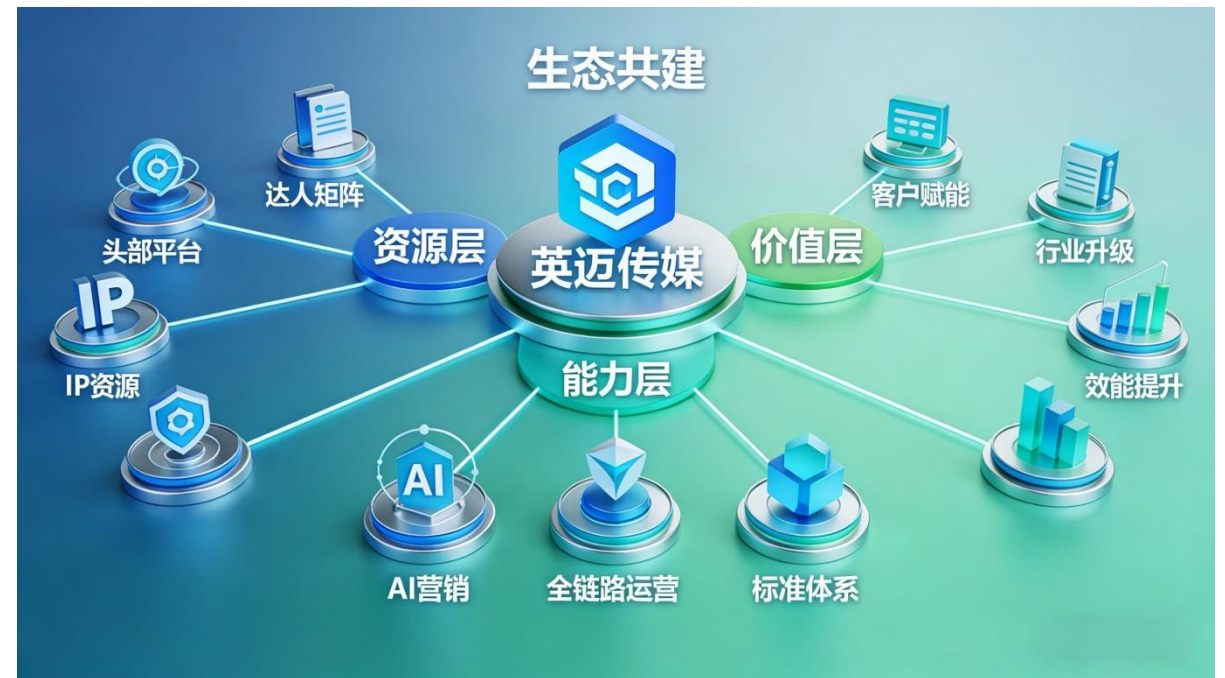 生态共建
达人矩阵
客户赋能
头部平台
资源层
英迈传媒
价值层
行业升级
IP
IP资源
能力层
效能提升
AI
AI营销
全链路运营
标准体系